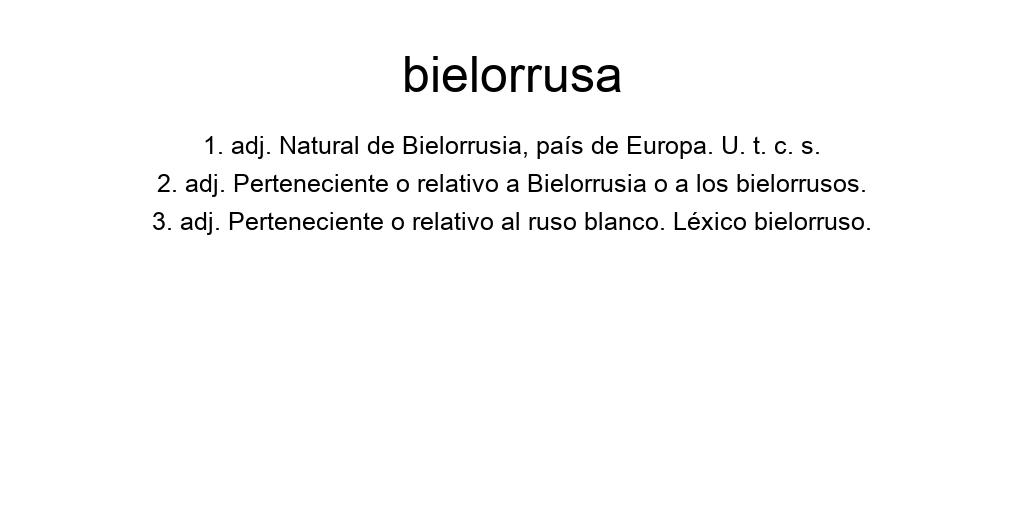 bielorrusa
1. adj. Natural de Bielorrusia, país de Europa. U. t. c. s.
2. adj. Perteneciente o relativo a Bielorrusia o a los bielorrusos.
3. adj. Perteneciente o relativo al ruso blanco. Léxico bielorruso.